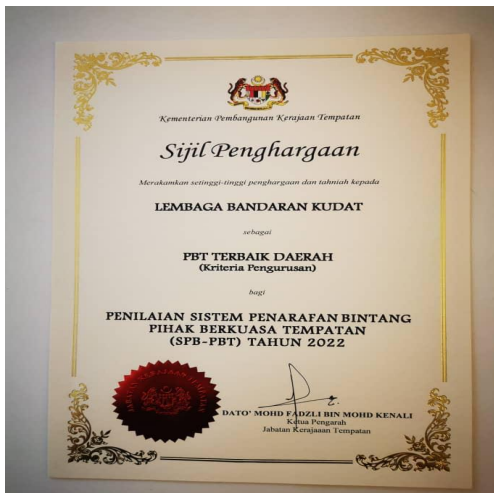 Kementerian Pembangunan Kerajaan Tempatan
Sijil Penghargaan
Merakamkan setinggi-tinggi penghargaan dan tahniah kepada
LEMBAGA BANDARAN KUDAT
sebagai
PBT TERBAIK DAERAH
(Kriteria Pengurusan)
bagi
PENILAIAN SISTEM PENARAFAN BINTANG
PIHAK BERKUASA TEMPATAN
(SPB-PBT) TAHUN 2022
DATO' MOHD FADZLI BIN MOHD KENALI
Ketua Pengarah
Jabatan Kerajaaan Tempatan